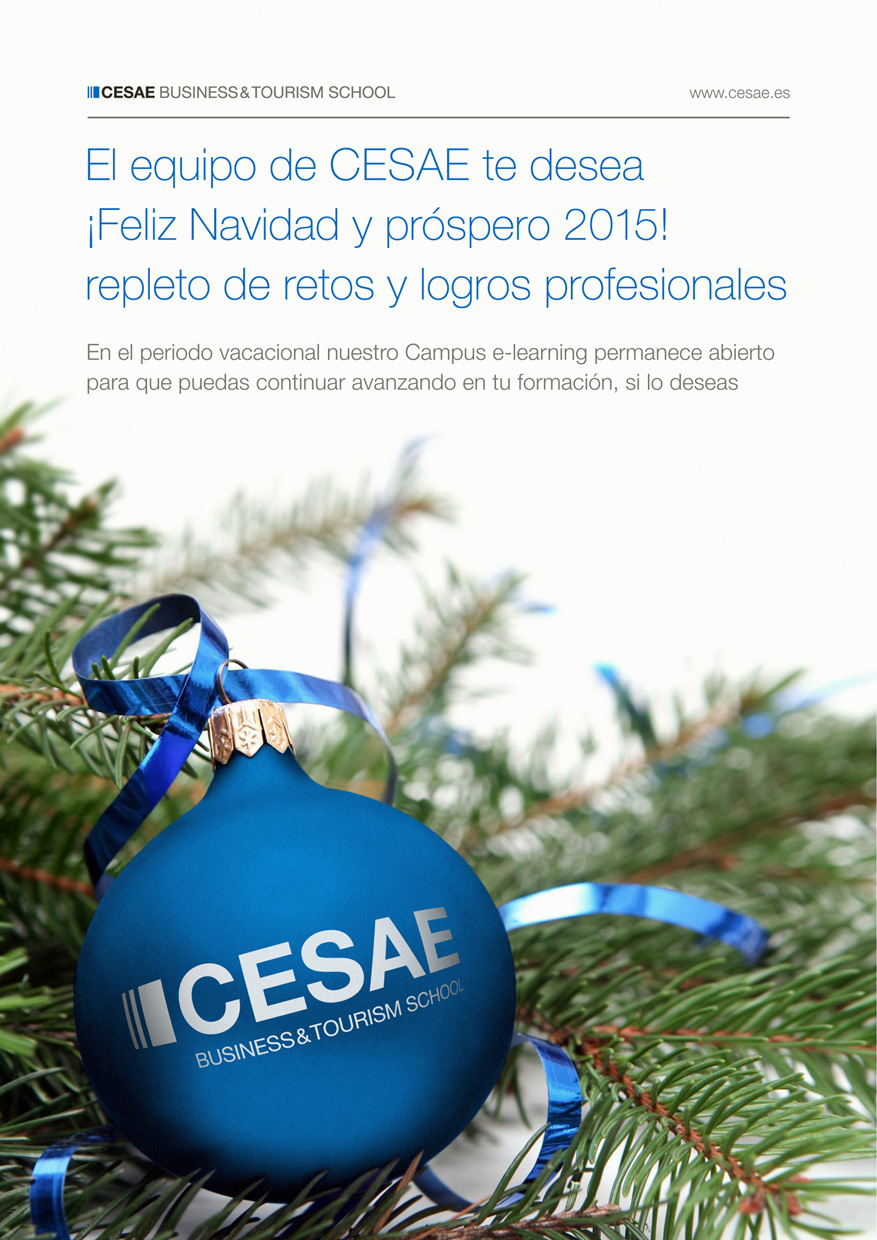 CESAE BUSINESS&TOURISM SCHOOL
www.cesae.es
El equipo de CESAE te desea
¡Feliz Navidad y próspero 2015!
repleto de retos y logros profesionales
En el periodo vacacional nuestro Campus e-learning permanece abierto
para que puedas continuar avanzando en tu formación, si lo deseas
CESAE
BUSINESS&TOURISM SCHOOL